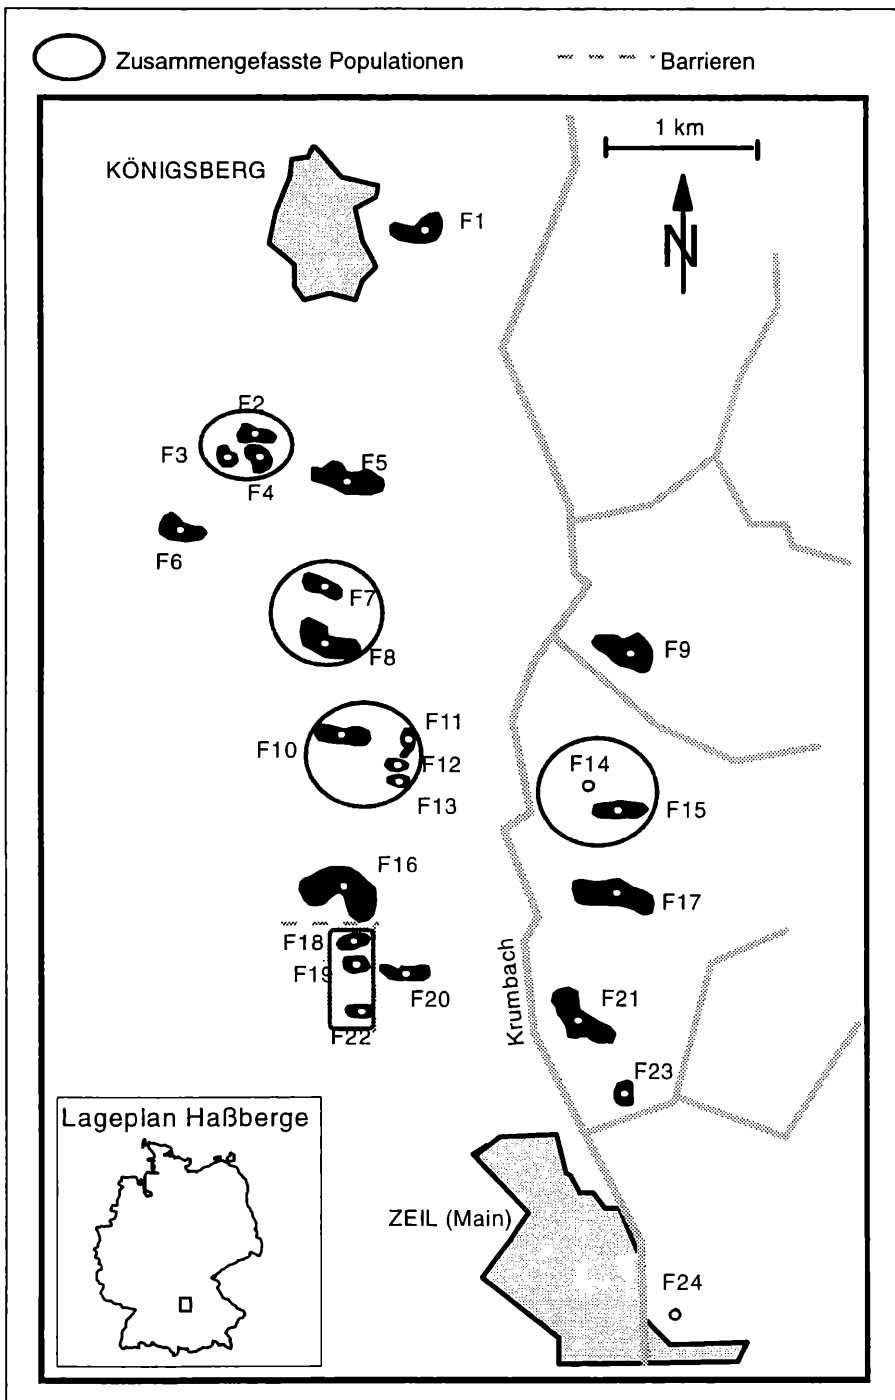 Zusammengefasste Populationen
Barrieren
1 km
KÖNIGSBERG
F1
N
F2
F3
F4
F5
F6
F7
F8
F9
F10
F11
F12
F13
F14
F15
F16
F17
F18
F19
F20
F21
F22
F23
Krumbach
Lageplan Haßberge
ZEIL (Main)
F24